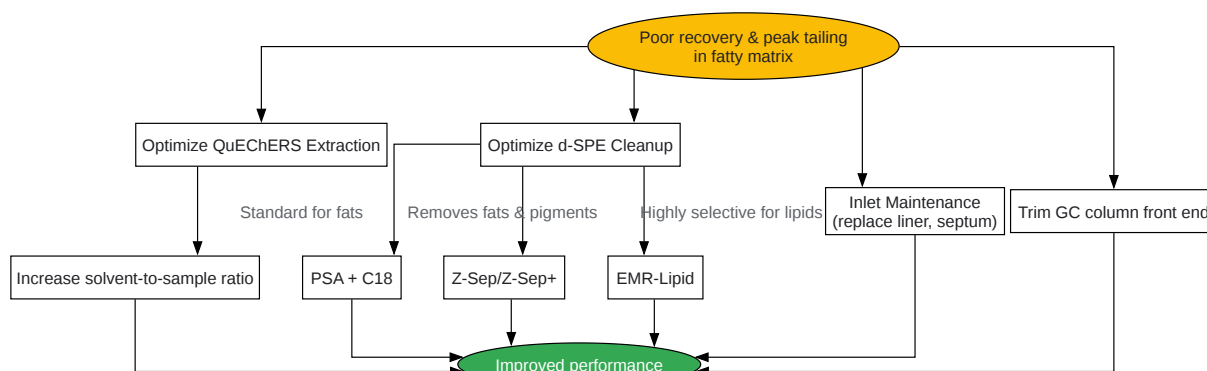 Poor recovery & peak tailing
in fatty matrix
Optimize QuEChERS Extraction
Optimize d-SPE Cleanup
Inlet Maintenance
(replace liner, septum)
Trim GC column front end
Standard for fats
Removes fats & pigments
Highly selective for lipids
Increase solvent-to-sample ratio
PSA + C18
Z-Sep/Z-Sep+
EMR-Lipid
Improved performance